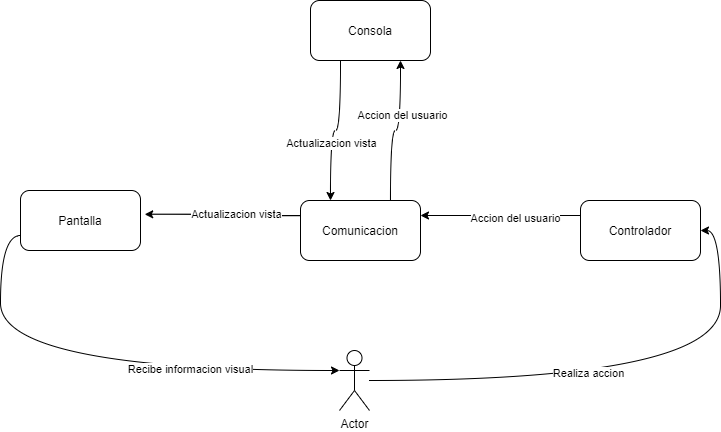 Consola
Accion del usuario
Actualizacion vista
Pantalla
Actualizacion vista
Comunicacion
Accion del usuario
Controlador
Recibe informacion visual
Realiza accion
Actor